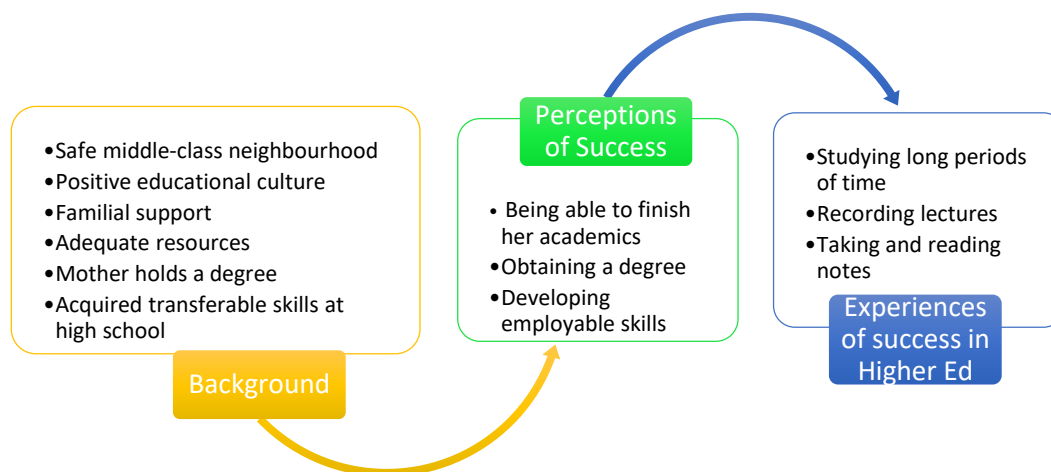 •Safe middle-class neighbourhood
•Positive educational culture
•Familial support
•Adequate resources
•Mother holds a degree
•Acquired transferable skills at
high school
Background
Perceptions
of Success
• Being able to finish
her academics
•Obtaining a degree
•Developing
employable skills
•Studying long periods
of time
•Recording lectures
•Taking and reading
notes
Experiences
of success in
Higher Ed